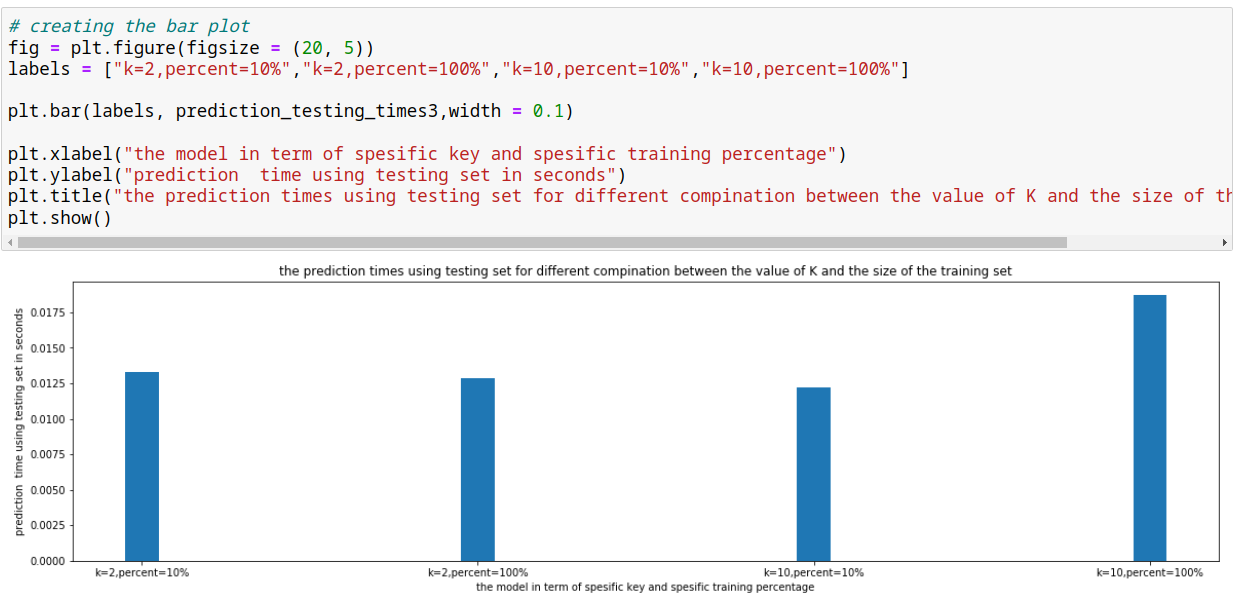 # creating the bar plot
fig = plt.figure(figsize = (20, 5))
labels = ["k=2,percent=10%","k=2,percent=100%","k=10,percent=10%","k=10,percent=100%"]
plt.bar(labels, prediction_testing_times3,width = 0.1)
plt.xlabel("the model in term of spesific key and spesific training percentage")
plt.ylabel("prediction  time using testing set in seconds")
plt.title("the prediction times using testing set for different compination between the value of K and the size of th
plt.show()
the prediction times using testing set for different compination between the value of K and the size of the training set
prediction  time using testing set in seconds
0.0175
0.0150
0.0125
0.0100
0.0075
0.0050
0.0025
0.0000
k=2,percent=10% k=2,percent=100% k=10,percent=10% k=10,percent=100%
the model in term of spesific key and spesific training percentage